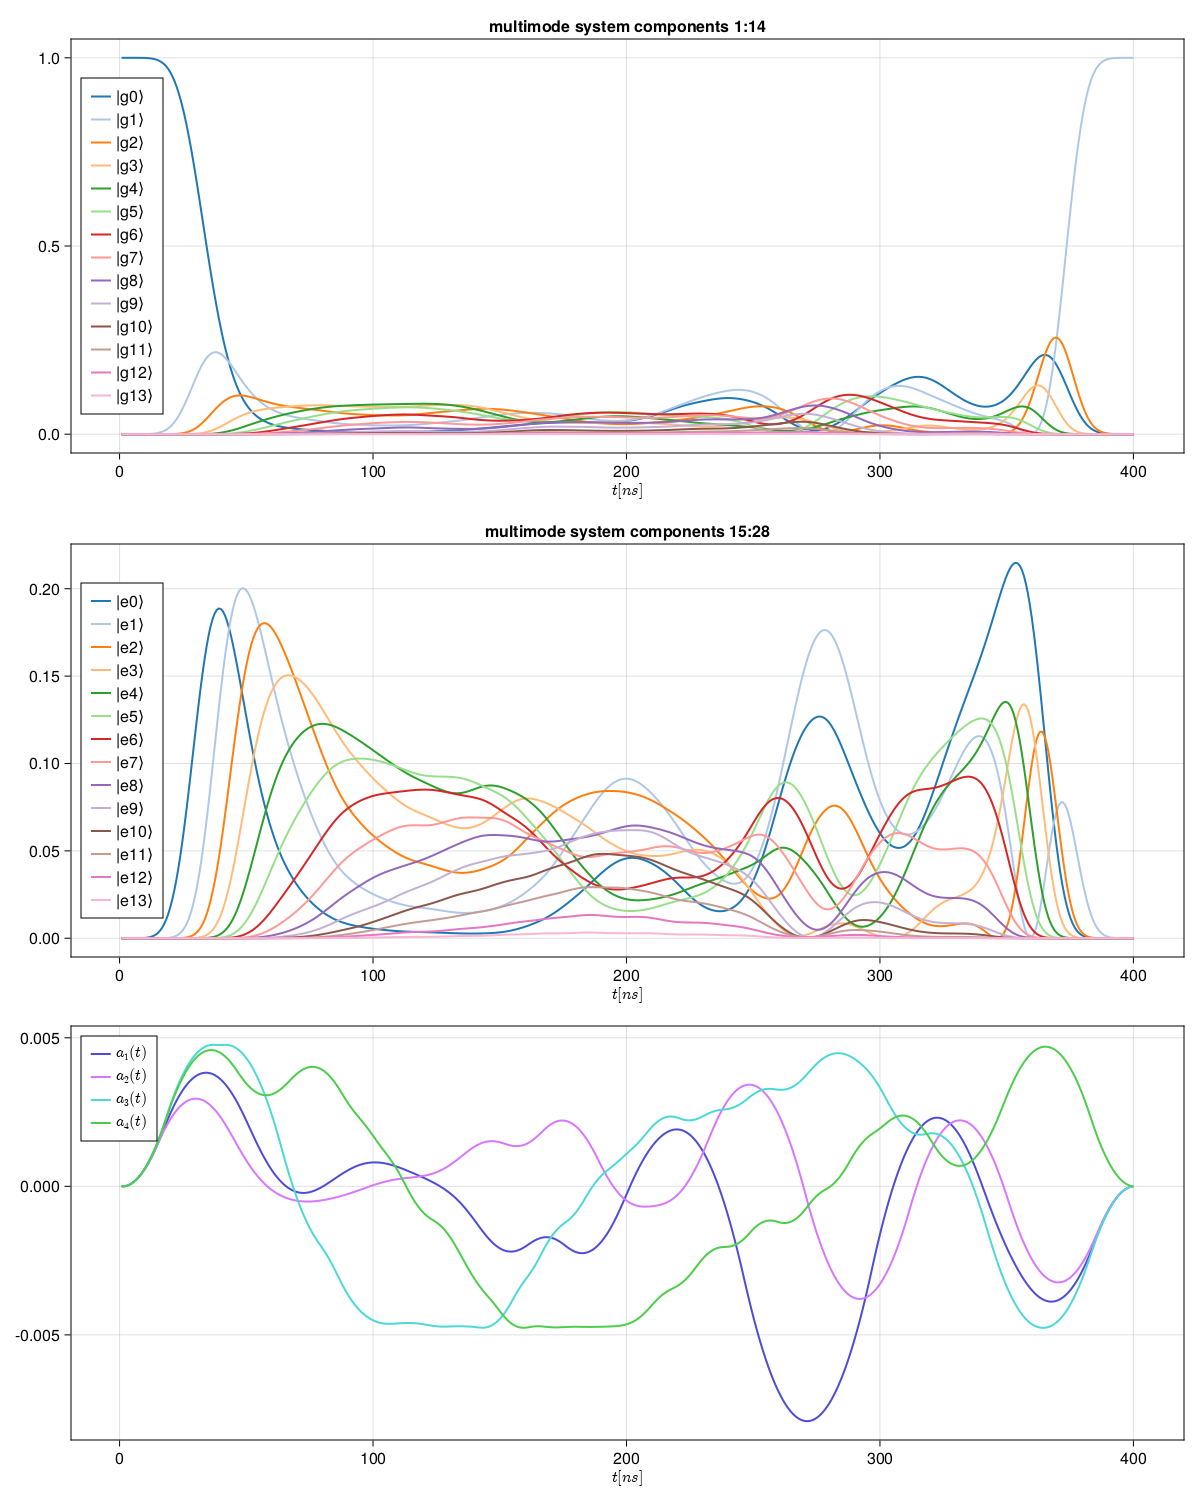 multimode system components 1:14
1.0
0.5
0.0
|g0⟩
|g1⟩
|g2⟩
|g3⟩
|g4⟩
|g5⟩
|g6⟩
|g7⟩
|g8⟩
|g9⟩
|g10⟩
|g11⟩
|g12⟩
|g13⟩
0 100 200 300 400
t[ns]
multimode system components 15:28
0.20
0.15
0.10
0.05
0.00
|e0⟩
|e1⟩
|e2⟩
|e3⟩
|e4⟩
|e5⟩
|e6⟩
|e7⟩
|e8⟩
|e9⟩
|e10⟩
|e11⟩
|e12⟩
|e13⟩
0 100 200 300 400
t[ns]
0.005
0.000
-0.005
a₁(t)
a₂(t)
a₃(t)
a₄(t)
0 100 200 300 400
t[ns]